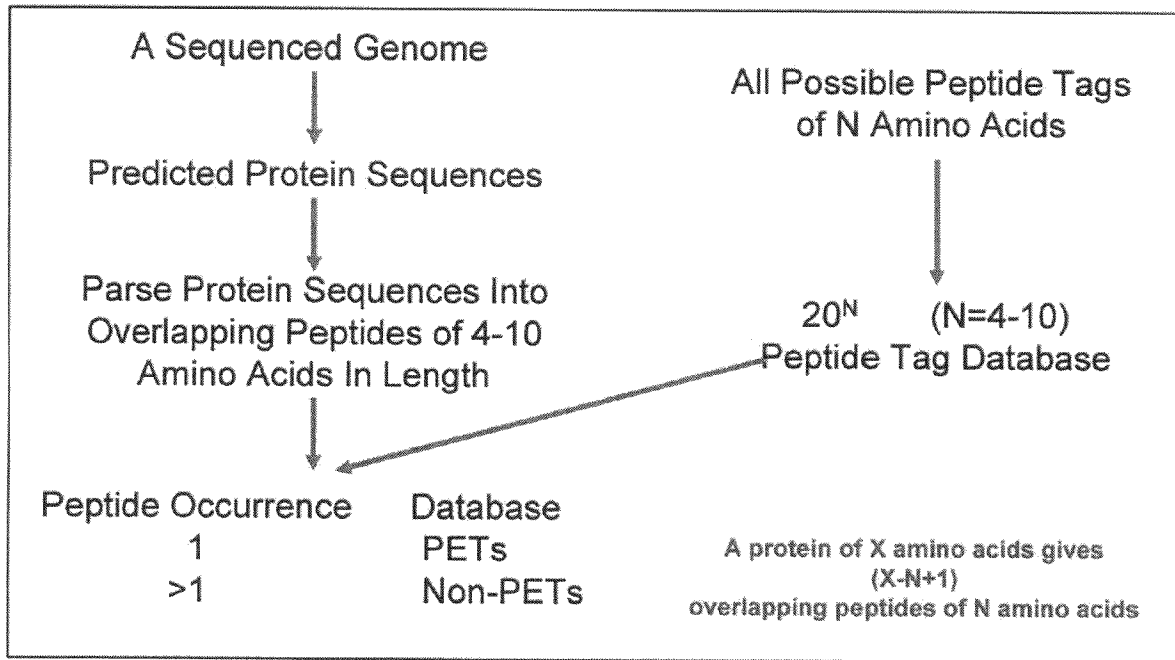 A Sequenced Genome
Predicted Protein Sequences
Parse Protein Sequences Into
Overlapping Peptides of 4-10
Amino Acids In Length
All Possible Peptide Tags
of N Amino Acids
20ᴺ (N=4-10)
Peptide Tag Database
Peptide Occurrence Database
1 PETs
>1 Non-PETs
A protein of X amino acids gives
(X-N+1)
overlapping peptides of N amino acids